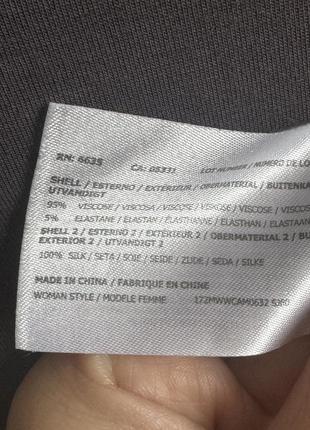 RN: 6635 CA: 05331 LOT NUMBER / NUMERO DE LO
SHELL / ESTERNO / EXTÉRIEUR / OBERMATERIAL / BUITENKA
UTVANDIGT
95% VISCOSE / VISCOSA / VISCOSE / VISKOSE / VISCOSE / VISCOS
5% ELASTANE / ELASTAN / ÉLASTHANNE / ELASTHAN / ELASTAAN
SHELL 2 / ESTERNO 2 / EXTÉRIEUR 2 / OBERMATERIAL 2 / BU
EXTERIOR 2 / UTVANDIGT 2
100% SILK / SETA / SOIE / SEIDE / ZIJDE / SEDA / SILKE
MADE IN CHINA / FABRIQUE EN CHINE
WOMAN STYLE / MODELE FEMME 172MWWCAM0632 S380